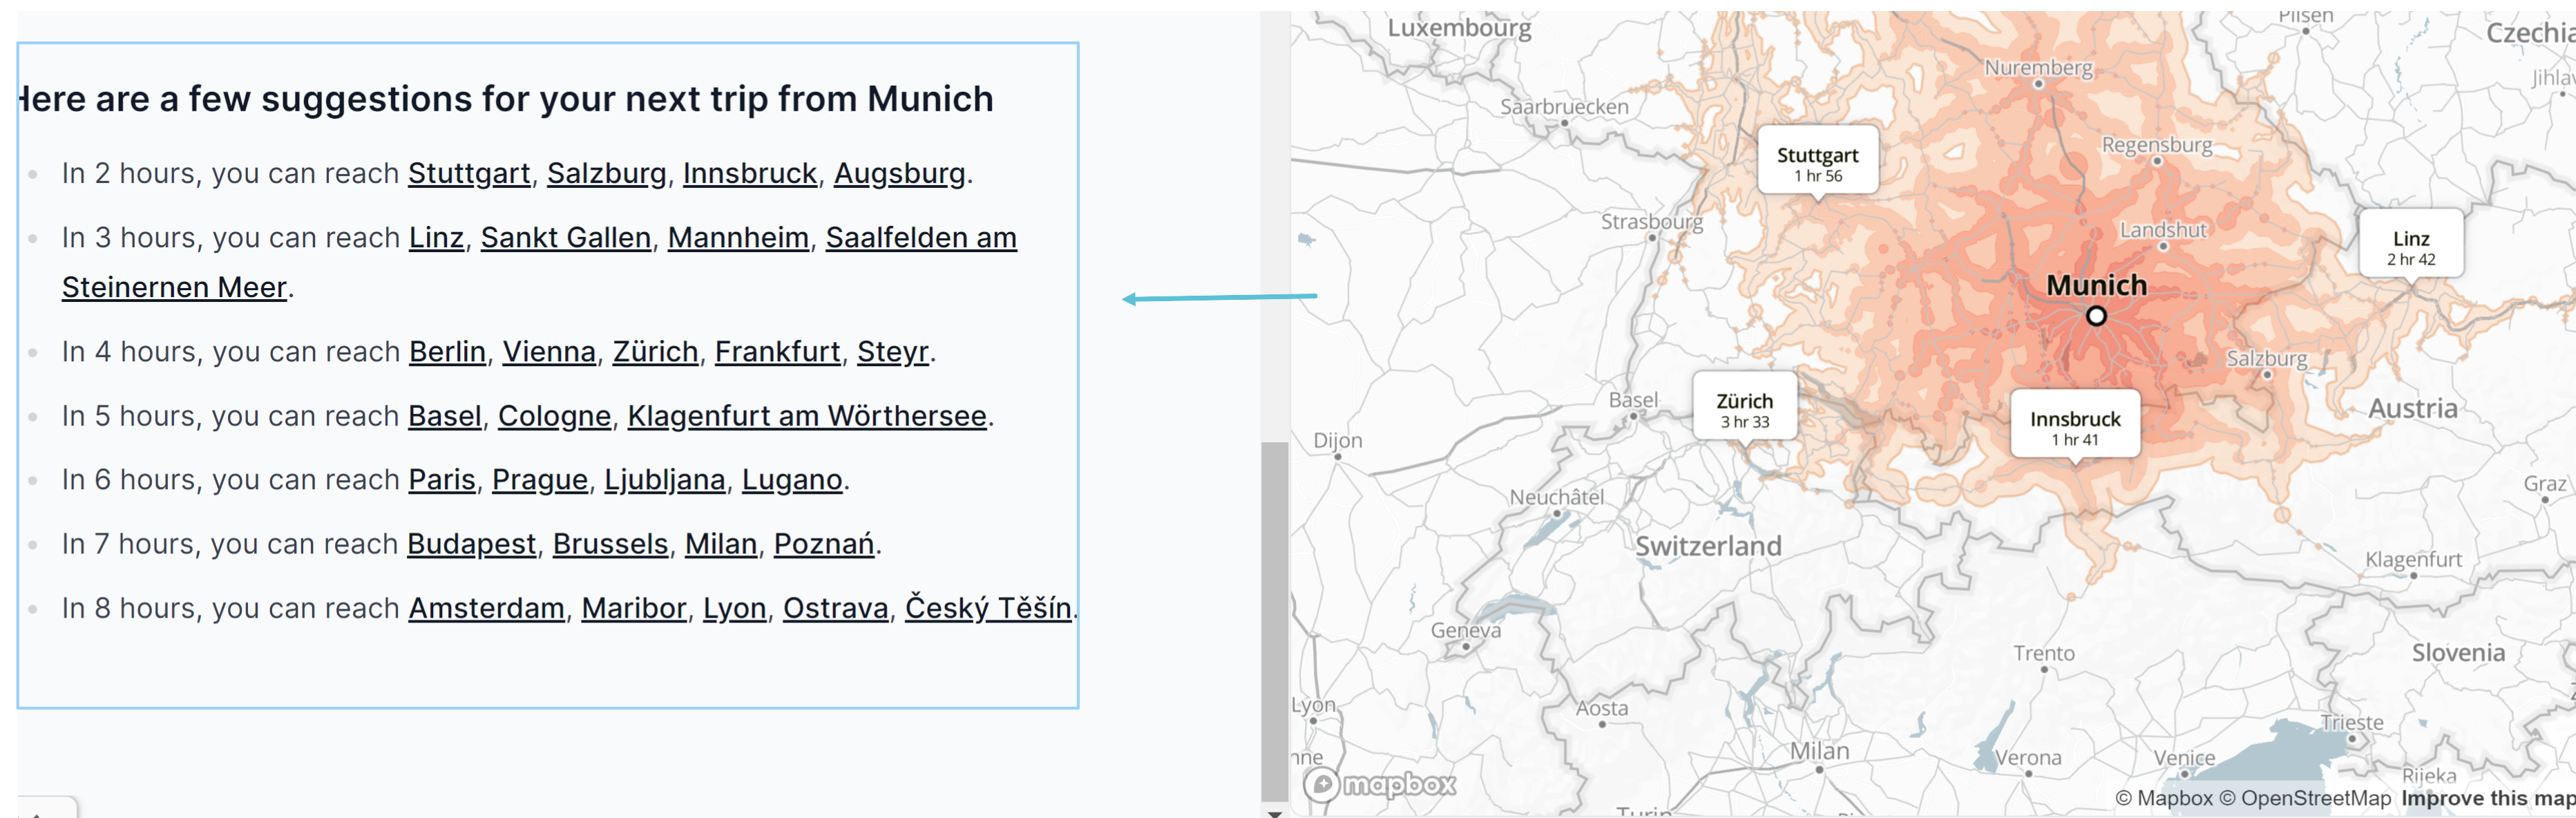 Here are a few suggestions for your next trip from Munich
In 2 hours, you can reach Stuttgart, Salzburg, Innsbruck, Augsburg.
In 3 hours, you can reach Linz, Sankt Gallen, Mannheim, Saalfelden am
Steinernen Meer.
In 4 hours, you can reach Berlin, Vienna, Zürich, Frankfurt, Steyr.
In 5 hours, you can reach Basel, Cologne, Klagenfurt am Wörthersee.
In 6 hours, you can reach Paris, Prague, Ljubljana, Lugano.
In 7 hours, you can reach Budapest, Brussels, Milan, Poznań.
In 8 hours, you can reach Amsterdam, Maribor, Lyon, Ostrava, Český Těšín.
Pilsen
Luxembourg
Czechia
Nuremberg
Jihla
Saarbruecken
Regensburg
Stuttgart
1 hr 56
Strasbourg
Landshut
Linz
2 hr 42
Munich
Salzburg
Zürich
3 hr 33
Basel
Innsbruck
1 hr 41
Austria
Dijon
Neuchâtel
Graz
Switzerland
Klagenfurt
Geneva
Trento
Slovenia
Lyon
Aosta
Trieste
Milan
Verona
Venice
nne
mapbox
Rijeka
© Mapbox © OpenStreetMap Improve this map
Turin